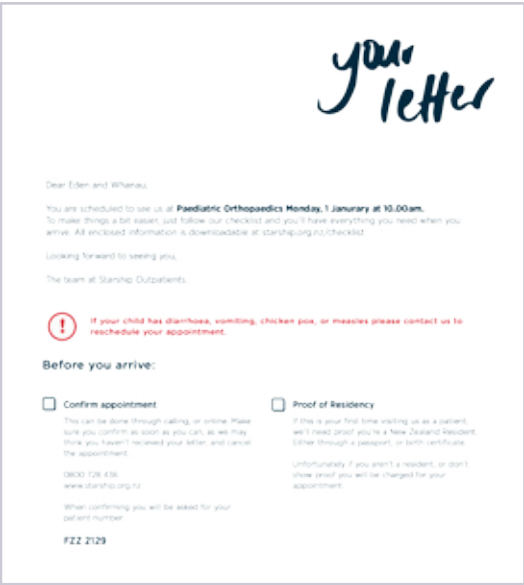 your
letter
Dear Eden and Whanau,
You are scheduled to see us at Paediatric Orthopaedics Monday, 1 Janurary at 10.00am.
To make things a bit easier, just follow our checklist and you'll have everything you need when you
arrive. All enclosed information is downloadable at starship.org.nz/checklist
Looking forward to seeing you,
The team at Starship Outpatients.
! If your child has diarrhoea, vomiting, chicken pox, or measles please contact us to
reschedule your appointment.
Before you arrive:
Confirm appointment
This can be done through calling, or online. Make
sure you confirm as soon as you call, as we may
think you haven't recieved your letter, and cancel
the appointment.
0800 728 436
www.starship.org.nz
When confirming you will be asked for your
patient number
FZZ 2129
Proof of Residency
If this is your first time visiting us as a patient,
we'll need proof you're a New Zealand Resident.
Either through a passport, or birth certificate.
Unfortunately if you aren't a resident, or don't
show proof you will be charged for your
appointment.